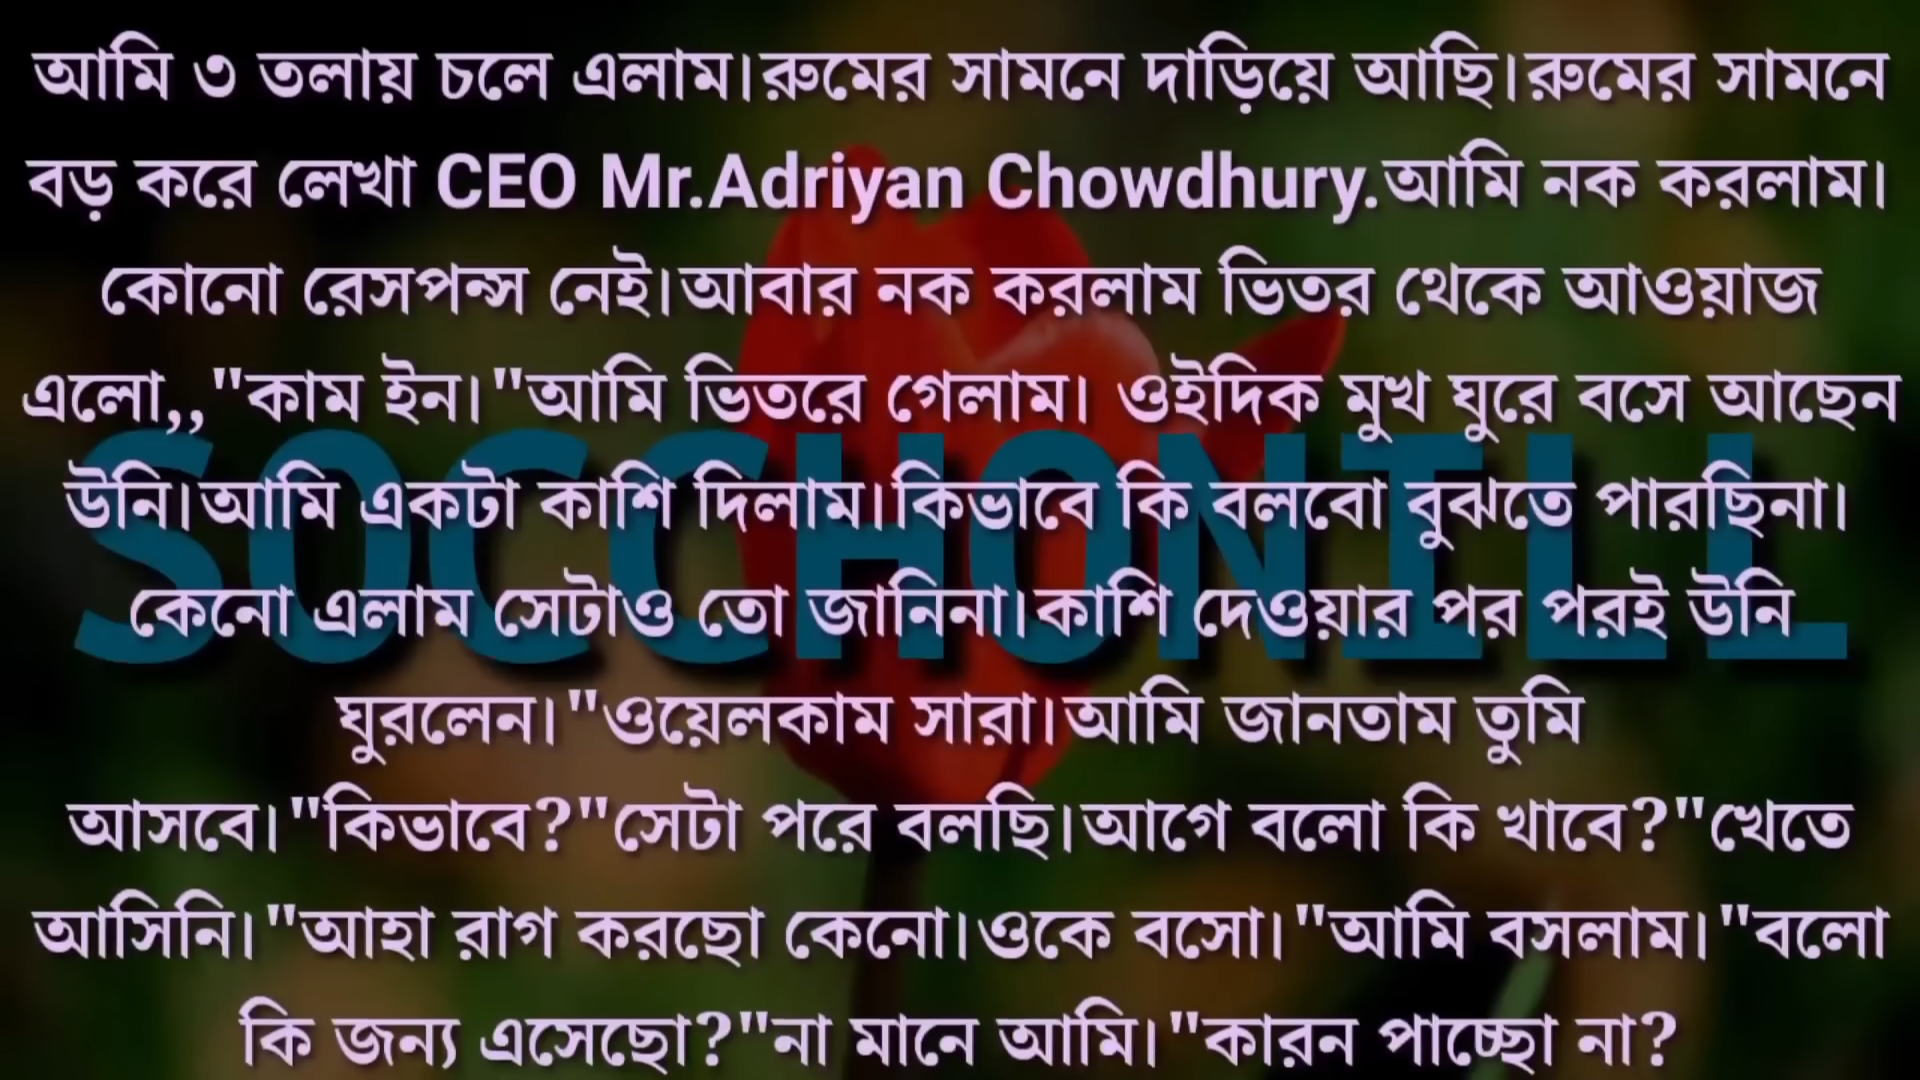 আমি ৩ তলায় চলে এলাম।রুমের সামনে দাড়িয়ে আছি।রুমের সামনে
বড় করে লেখা CEO Mr.Adriyan Chowdhury.আমি নক করলাম।
কোনো রেসপন্স নেই।আবার নক করলাম ভিতর থেকে আওয়াজ
এলো,,"কাম ইন।"আমি ভিতরে গেলাম। ওইদিক মুখ ঘুরে বসে আছেন
উনি।আমি একটা কাশি দিলাম।কিভাবে কি বলবো বুঝতে পারছিনা।
কেনো এলাম সেটাও তো জানিনা।কাশি দেওয়ার পর পরই উনি
ঘুরলেন।"ওয়েলকাম সারা।আমি জানতাম তুমি
আসবে।"কিভাবে?"সেটা পরে বলছি।আগে বলো কি খাবে?"খেতে
আসিনি।"আহা রাগ করছো কেনো।ওকে বসো।"আমি বসলাম।"বলো
কি জন্য এসেছো?"না মানে আমি।"কারন পাচ্ছো না?
SOCCHONILL